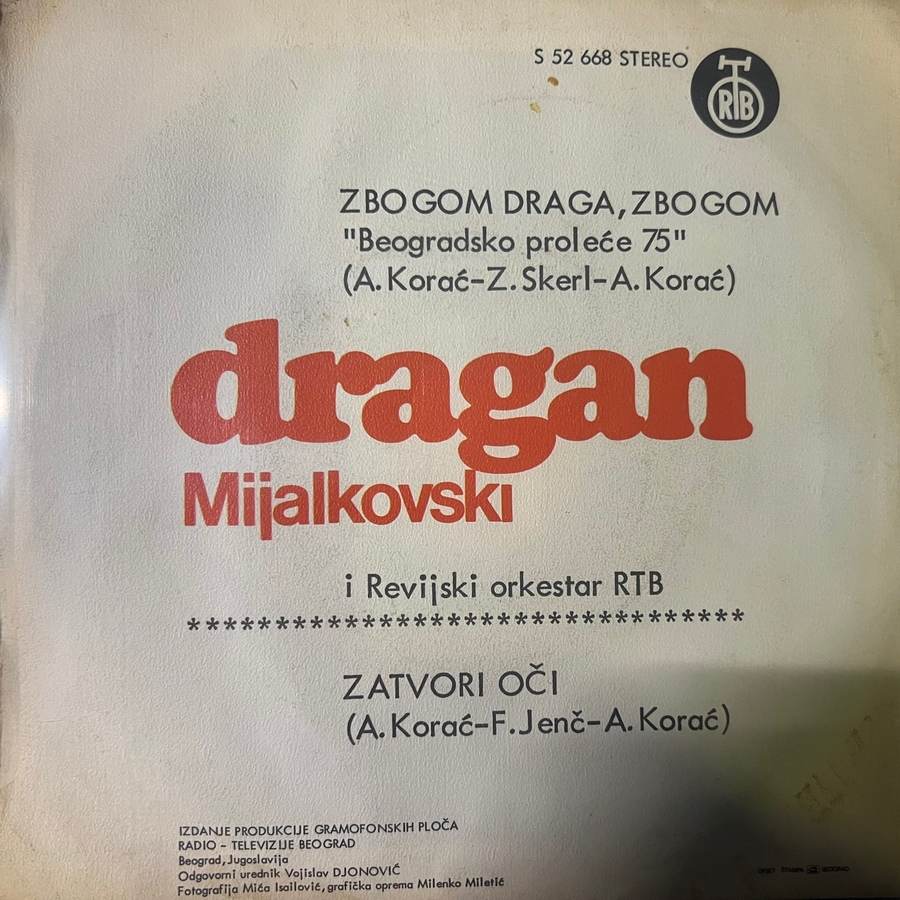 S 52 668 STEREO
RTB
ZBOGOM DRAGA, ZBOGOM
"Beogradsko proleće 75"
(A. Korać-Z. Skerl-A. Korać)
dragan
Mijalkovski
i Revijski orkestar RTB
********************************
ZATVORI OČI
(A. Korać-F. Jenč-A. Korać)
IZDANJE PRODUKCIJE GRAMOFONSKIH PLOČA
RADIO - TELEVIZIJE BEOGRAD
Beograd, Jugoslavija
Odgovorni urednik Vojislav DJONOVIĆ
Fotografija Mića Isailović, grafička oprema Milenko Miletić